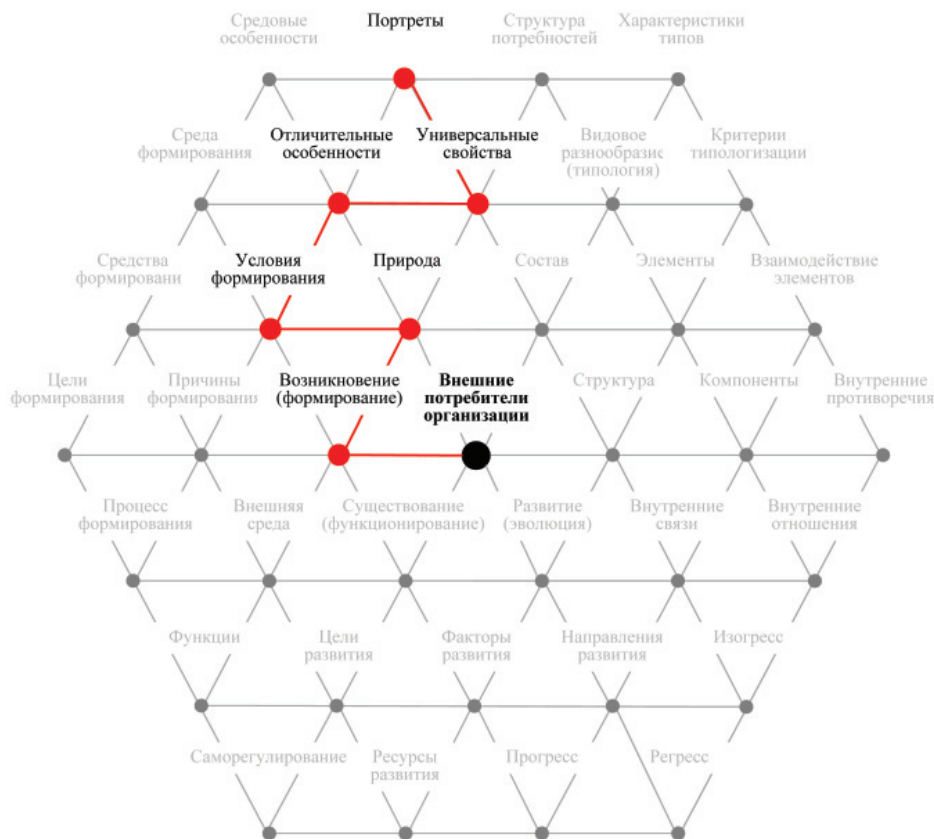 Средовые особенности
Портреты
Структура потребностей
Характеристики типов
Среда формирования
Отличительные особенности
Универсальные свойства
Видовое разнообразие (типология)
Критерии типологизации
Средства формировани
Условия формирования
Природа
Состав
Элементы
Взаимодействие элементов
Цели формирования
Причины формирования
Возникновение (формирование)
Внешние потребители организации
Структура
Компоненты
Внутренние противоречия
Процесс формирования
Внешняя среда
Существование (функционирование)
Развитие (эволюция)
Внутренние связи
Внутренние отношения
Функции
Цели развития
Факторы развития
Направления развития
Изогресс
Саморегулирование
Ресурсы развития
Прогресс
Регресс